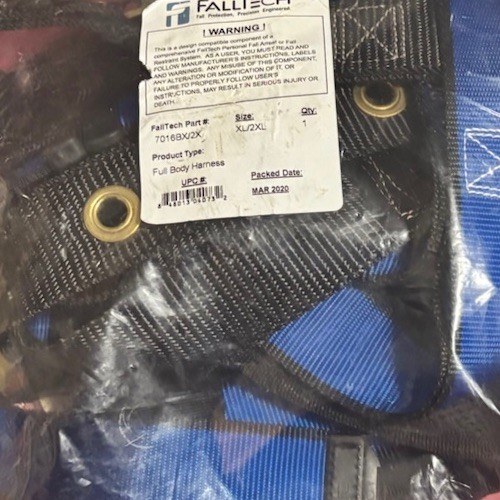 FALLTECH
Fall Protection, Precision Engineered.
! WARNING !
This is a design compatible component of a
comprehensive FallTech Personal Fall Arrest or Fall
Restraint System. AS A USER, YOU MUST READ AND
FOLLOW MANUFACTURER'S INSTRUCTIONS, LABELS
AND WARNINGS. ANY MISUSE OF THIS COMPONENT,
ANY ALTERATION OR MODIFICATION OF IT, OR
FAILURE TO PROPERLY FOLLOW USER'S
INSTRUCTIONS, MAY RESULT IN SERIOUS INJURY OR
DEATH.
FallTech Part #: Size: Qty:
7016BX/2X XL/2XL 1
Product Type:
Full Body Harness
UPC #: Packed Date:
MAR 2020